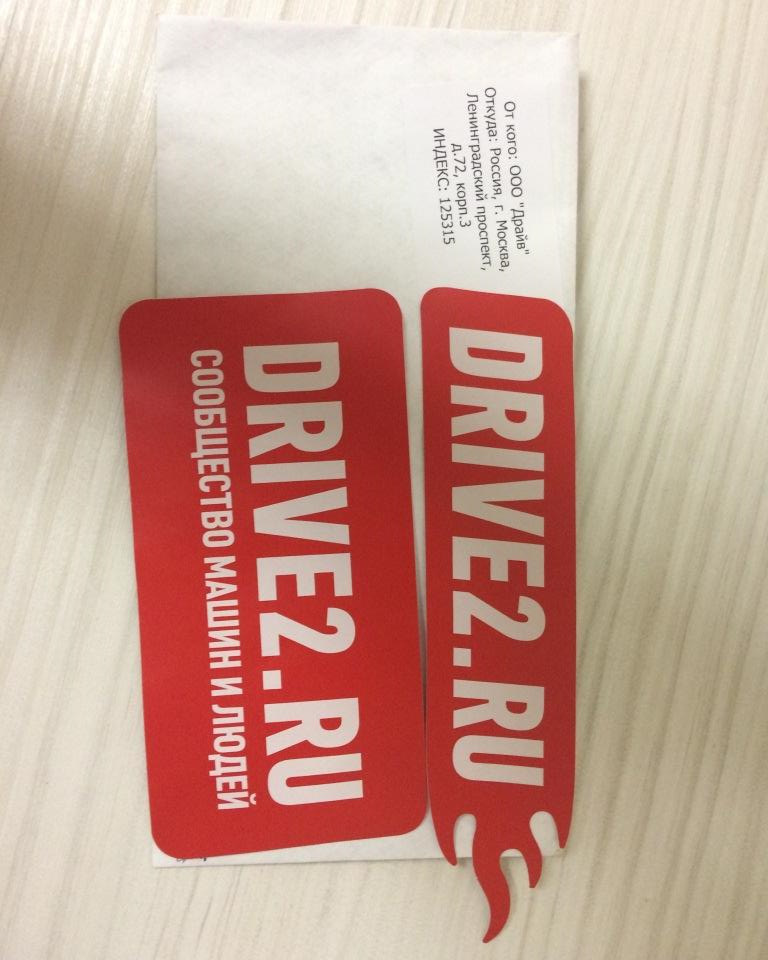 От кого: ООО "Драйв"
Откуда: Россия, г. Москва,
Ленинградский проспект,
д.72, корп.3
ИНДЕКС: 125315
DRIVE2.RU
DRIVE2.RU
СООБЩЕСТВО МАШИН И ЛЮДЕЙ